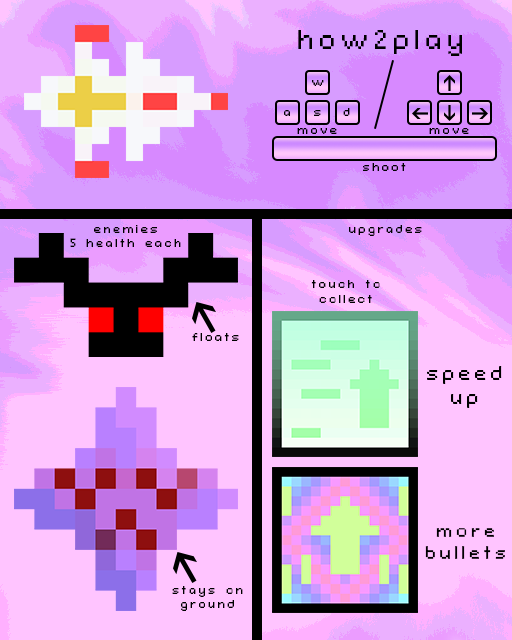 how2play
w
a s d
move
move
shoot
enemies
5 health each
floats
stays on
ground
upgrades
touch to
collect
speed
up
more
bullets